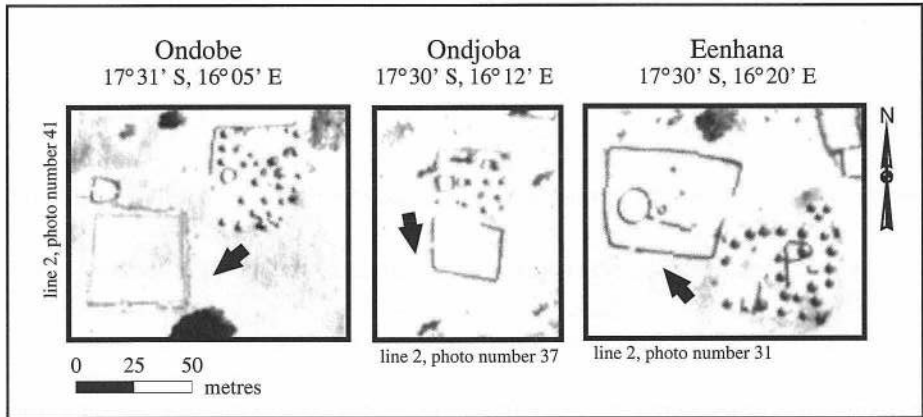 Ondobe
17°31' S, 16°05' E
Ondjoba
17°30' S, 16°12' E
Eenhana
17°30' S, 16°20' E
line 2, photo number 41
N
line 2, photo number 37
line 2, photo number 31
0 25 50
metres